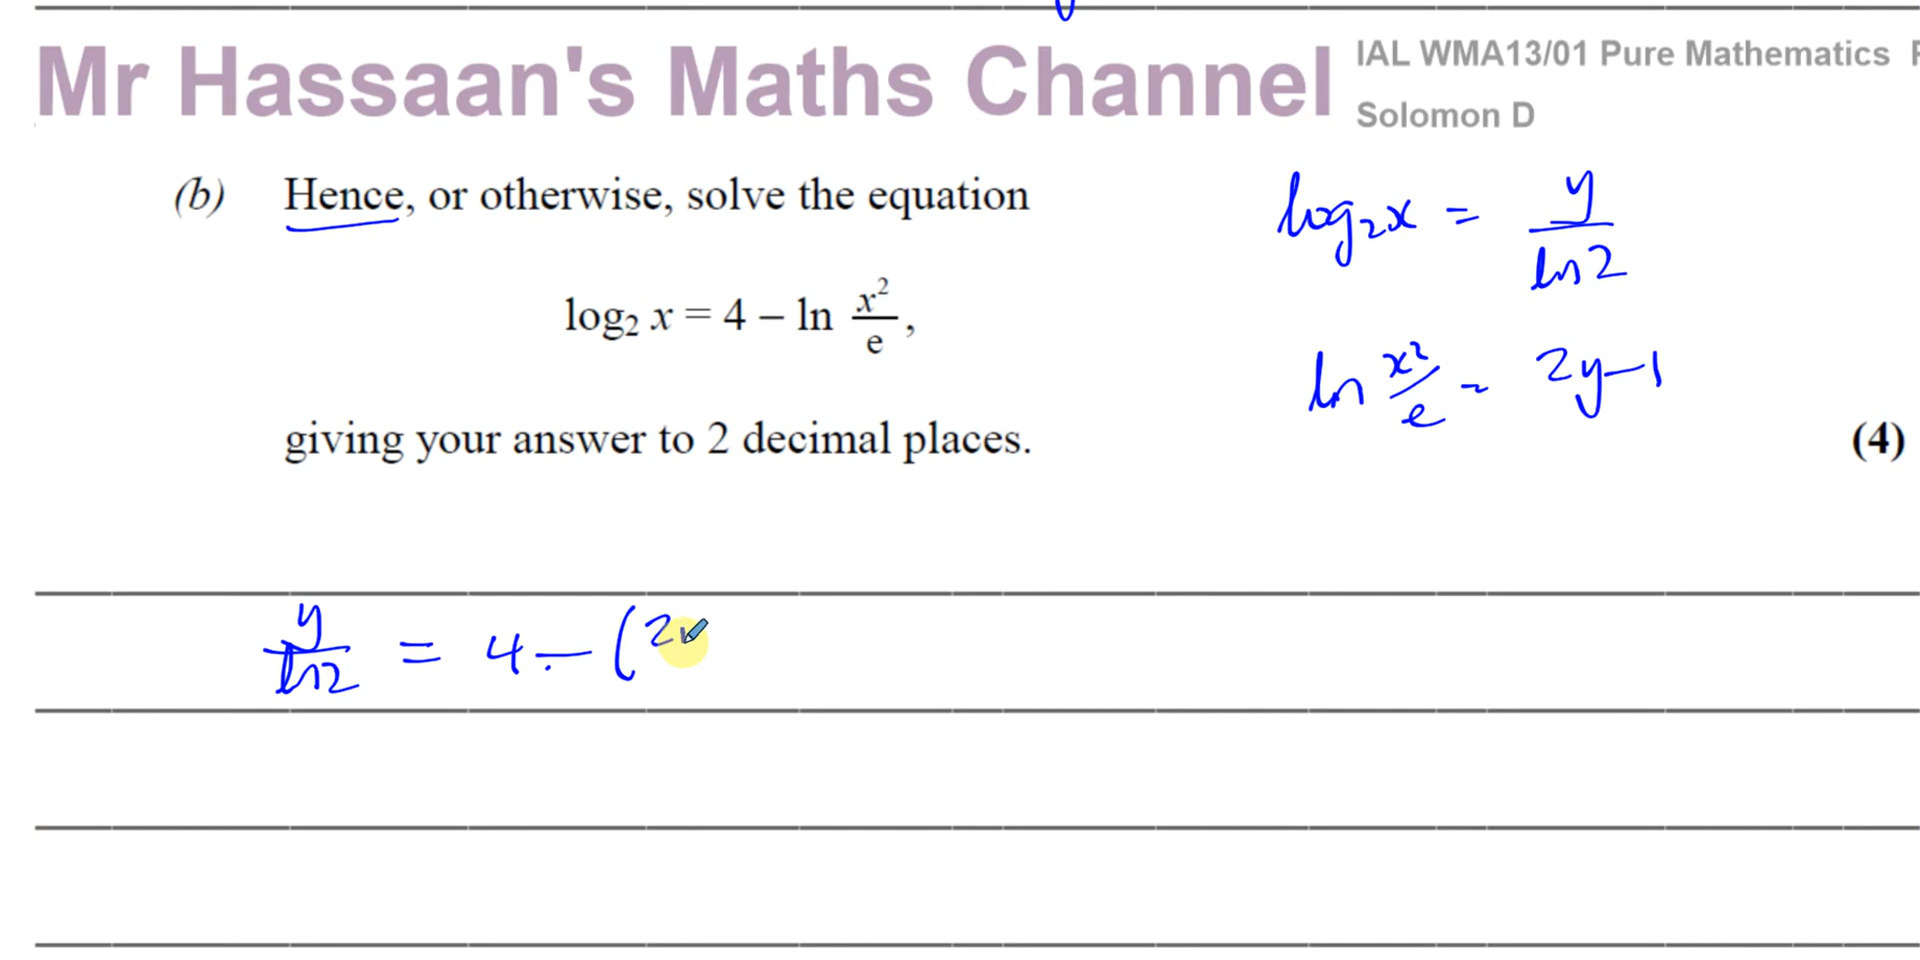 Mr Hassaan's Maths Channel
IAL WMA13/01 Pure Mathematics
Solomon D
(b) Hence, or otherwise, solve the equation
log₂ x = 4 – ln x²/e,
giving your answer to 2 decimal places.
(4)
log₂x = y/ln2
ln x²/e = 2y–1
y/ln2 = 4 – (2